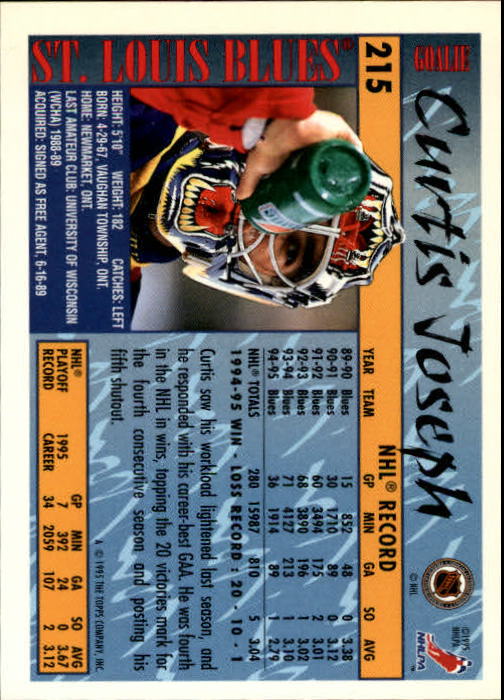 GOALIE
Curtis Joseph
©1995 NHLPA
NHLPA
215
ST. LOUIS BLUES®
HEIGHT: 5'10" WEIGHT: 182 CATCHES: LEFT
BORN: 4-29-67, VAUGHAN TOWNSHIP, ONT.
HOME: NEWMARKET, ONT.
LAST AMATEUR CLUB: UNIVERSITY OF WISCONSIN
(WCHA) 1988-89
ACQUIRED: SIGNED AS FREE AGENT, 6-16-89
NHL® RECORD
© NHL
YEAR TEAM GP MIN GA SO AVG
89-90 Blues 15 852 48 0 3.38
90-91 Blues 30 1710 89 0 3.12
91-92 Blues 60 3494 175 2 3.01
92-93 Blues 68 3890 196 1 3.02
93-94 Blues 71 4127 213 1 3.10
94-95 Blues 36 1914 89 1 2.79
NHL® TOTALS 280 15987 810 5 3.04
1994-95 WIN - LOSS RECORD: 20 - 10 - 1
Curtis saw his workload lightened last season, and
he responded with his career-best GAA. He was fourth
in the NHL in wins, topping the 20 victories mark for
the fourth consecutive season and posting his
fifth shutout.
A © 1995 THE TOPPS COMPANY, INC.
NHL® PLAYOFF RECORD GP MIN GA SO AVG
1995 7 392 24 0 3.67
CAREER 34 2059 107 2 3.12